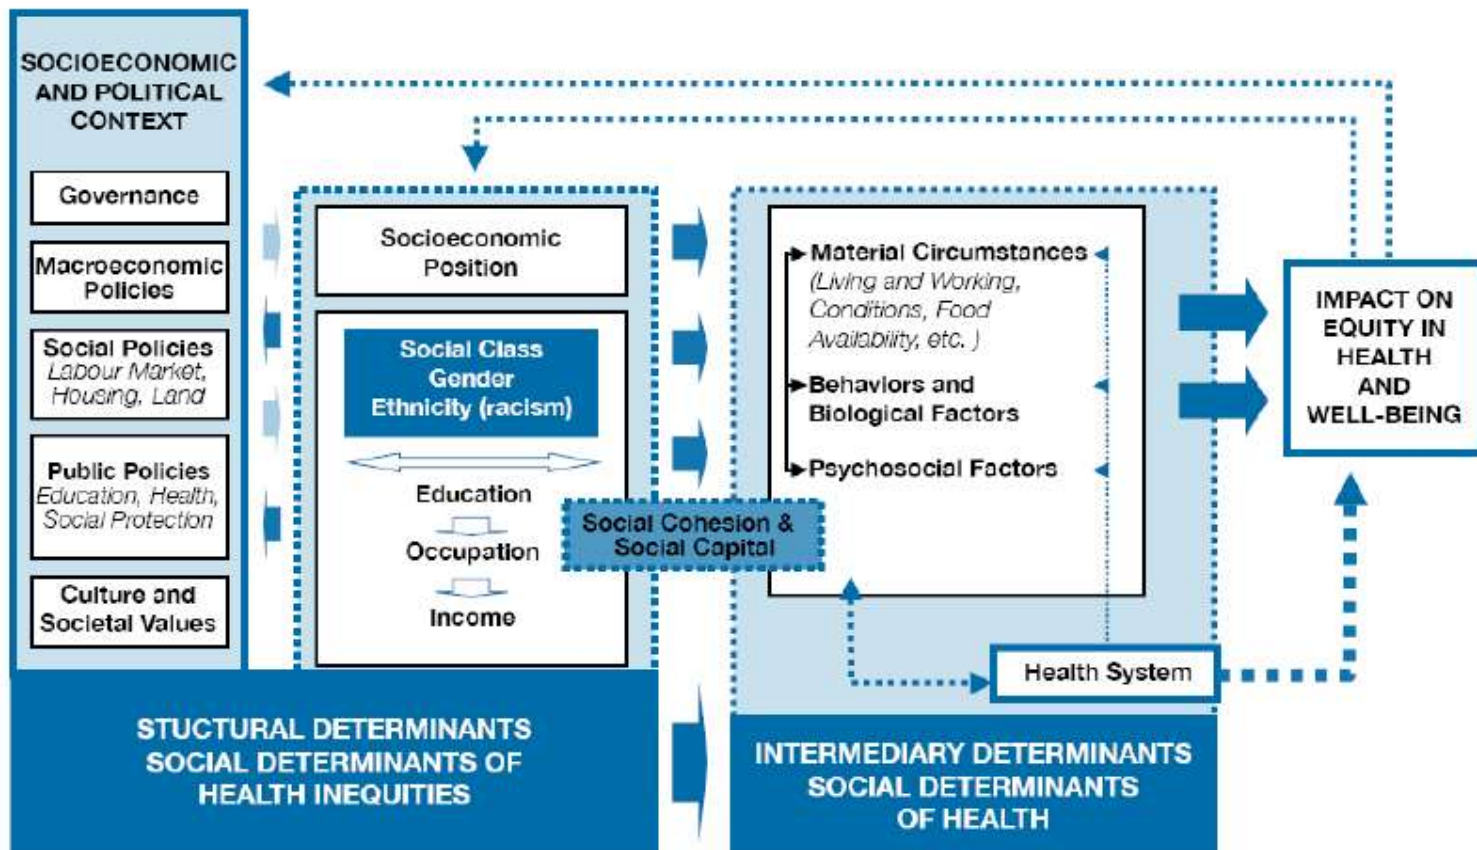 SOCIOECONOMIC
AND POLITICAL
CONTEXT
Governance
Macroeconomic
Policies
Social Policies
Labour Market,
Housing, Land
Public Policies
Education, Health,
Social Protection
Culture and
Societal Values
Socioeconomic
Position
Social Class
Gender
Ethnicity (racism)
Education
Occupation
Income
Social Cohesion &
Social Capital
Material Circumstances
(Living and Working,
Conditions, Food
Availability, etc. )
Behaviors and
Biological Factors
Psychosocial Factors
Health System
IMPACT ON
EQUITY IN
HEALTH
AND
WELL-BEING
STUCTURAL DETERMINANTS
SOCIAL DETERMINANTS OF
HEALTH INEQUITIES
INTERMEDIARY DETERMINANTS
SOCIAL DETERMINANTS
OF HEALTH